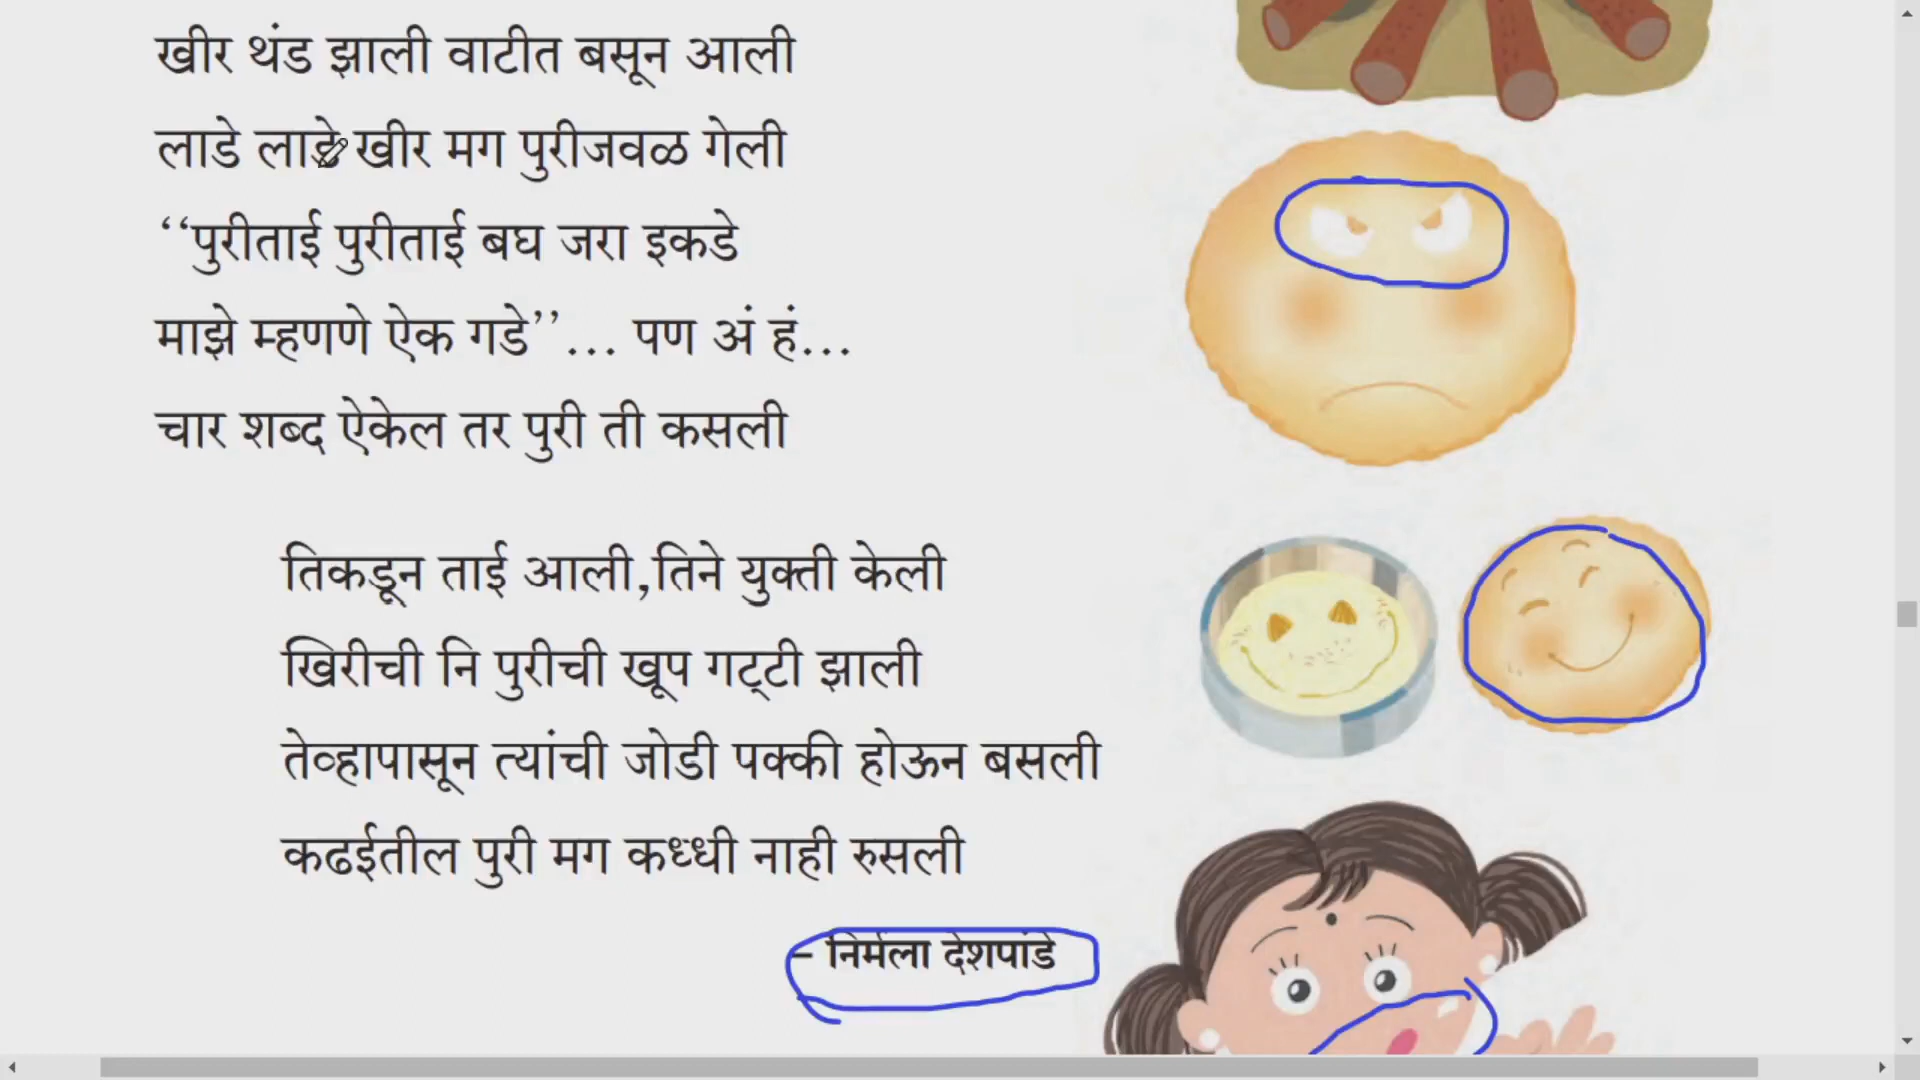 खीर थंड झाली वाटीत बसून आली
लाडे लाडे खीर मग पुरीजवळ गेली
‘‘पुरीताई पुरीताई बघ जरा इकडे
माझे म्हणणे ऐक गडे’’... पण अं हं...
चार शब्द ऐकेल तर पुरी ती कसली
तिकडून ताई आली,तिने युक्ती केली
खिरीची नि पुरीची खूप गट्टी झाली
तेव्हापासून त्यांची जोडी पक्की होऊन बसली
कढईतील पुरी मग कध्धी नाही रुसली
– निर्मला देशपांडे